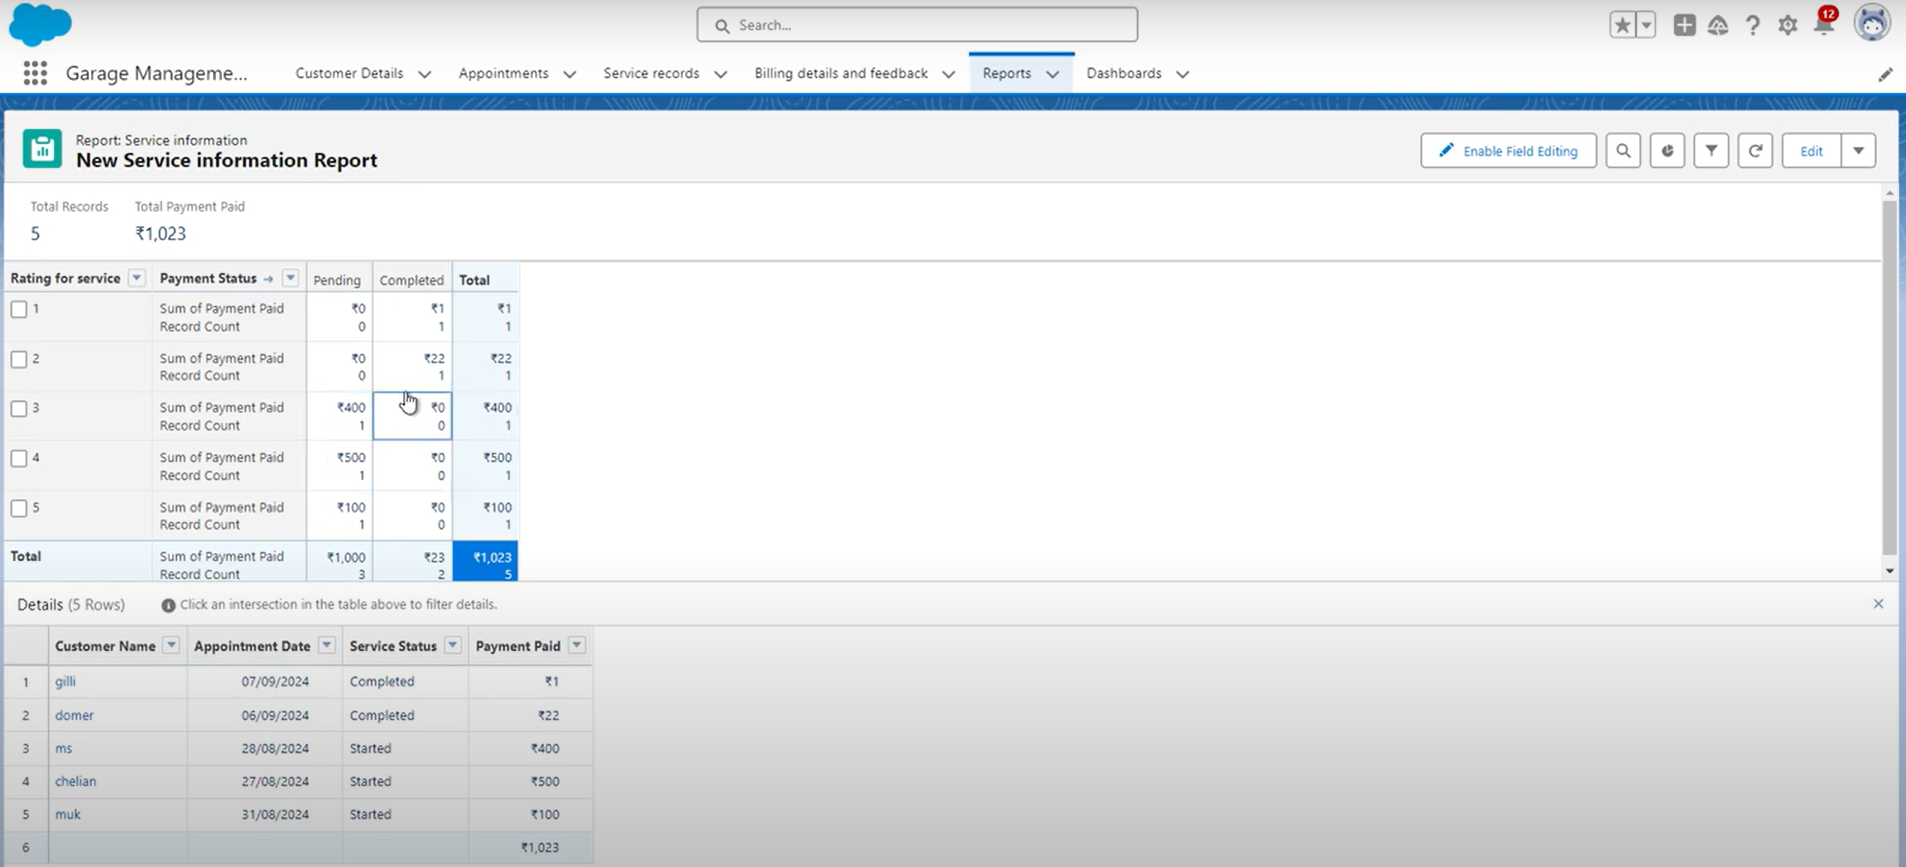 Search...
12
Garage Manageme...
Customer Details
Appointments
Service records
Billing details and feedback
Reports
Dashboards
Report: Service information
New Service information Report
Enable Field Editing
Edit
Total Records Total Payment Paid
5 ₹1,023
Rating for service Payment Status → Pending Completed Total
1 Sum of Payment Paid ₹0 ₹1 ₹1
Record Count 0 1 1
2 Sum of Payment Paid ₹0 ₹22 ₹22
Record Count 0 1 1
3 Sum of Payment Paid ₹400 ₹0 ₹400
Record Count 1 0 1
4 Sum of Payment Paid ₹500 ₹0 ₹500
Record Count 1 0 1
5 Sum of Payment Paid ₹100 ₹0 ₹100
Record Count 1 0 1
Total Sum of Payment Paid ₹1,000 ₹23 ₹1,023
Record Count 3 2 5
Details (5 Rows) Click an intersection in the table above to filter details.
Customer Name Appointment Date Service Status Payment Paid
1 gilli 07/09/2024 Completed ₹1
2 domer 06/09/2024 Completed ₹22
3 ms 28/08/2024 Started ₹400
4 chelian 27/08/2024 Started ₹500
5 muk 31/08/2024 Started ₹100
6 ₹1,023